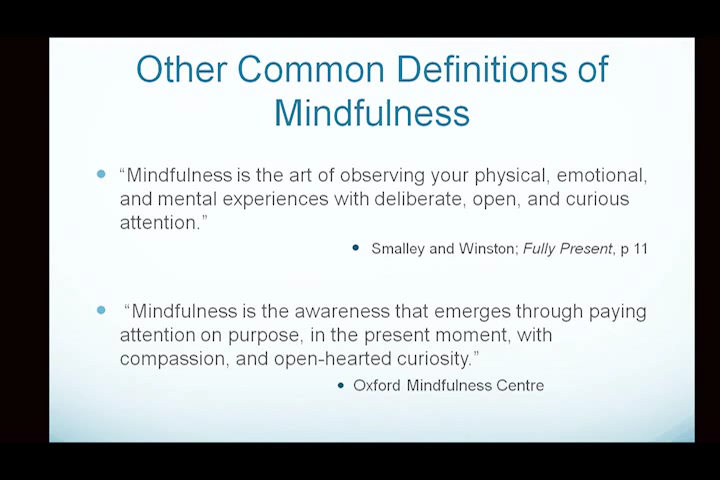 Other Common Definitions of
Mindfulness
• “Mindfulness is the art of observing your physical, emotional,
and mental experiences with deliberate, open, and curious
attention.”
• Smalley and Winston; Fully Present, p 11
• “Mindfulness is the awareness that emerges through paying
attention on purpose, in the present moment, with
compassion, and open-hearted curiosity.”
• Oxford Mindfulness Centre